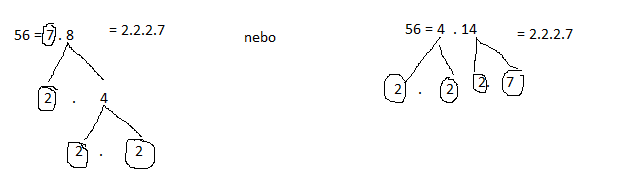 56 = 7 . 8 = 2.2.2.7
2 . 4
2 . 2
nebo
56 = 4 . 14 = 2.2.2.7
2 . 2 2. 7